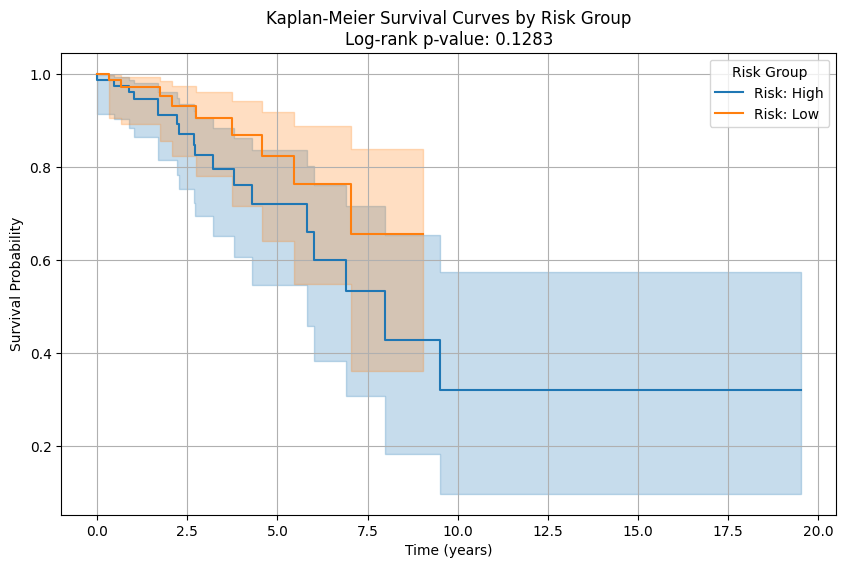 Kaplan-Meier Survival Curves by Risk Group
Log-rank p-value: 0.1283
Risk Group
Risk: High
Risk: Low
Survival Probability
1.0
0.8
0.6
0.4
0.2
0.0 2.5 5.0 7.5 10.0 12.5 15.0 17.5 20.0
Time (years)